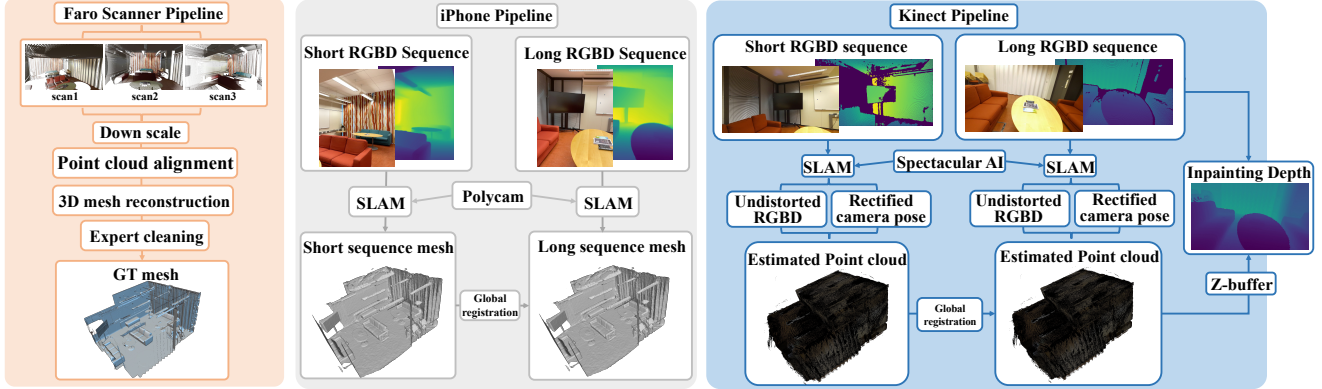 Faro Scanner Pipeline
scan1
scan2
scan3
Down scale
Point cloud alignment
3D mesh reconstruction
Expert cleaning
GT mesh
iPhone Pipeline
Short RGBD Sequence
Long RGBD Sequence
SLAM
Polycam
SLAM
Short sequence mesh
Long sequence mesh
Global
registration
Kinect Pipeline
Short RGBD sequence
Long RGBD sequence
SLAM
Spectacular AI
SLAM
Undistorted
RGBD
Rectified
camera pose
Undistorted
RGBD
Rectified
camera pose
Estimated Point cloud
Estimated Point cloud
Global
registration
Inpainting Depth
Z-buffer